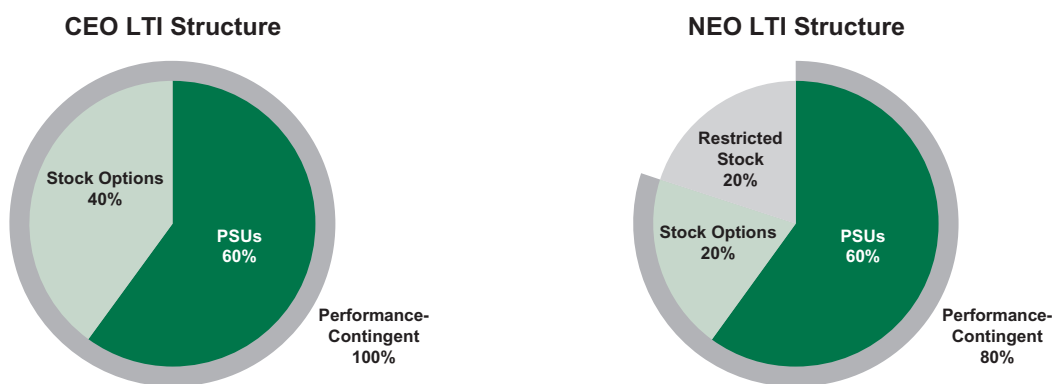 CEO LTI Structure
Stock Options
40%
PSUs
60%
Performance-
Contingent
100%
NEO LTI Structure
Restricted
Stock
20%
Stock Options
20%
PSUs
60%
Performance-
Contingent
80%